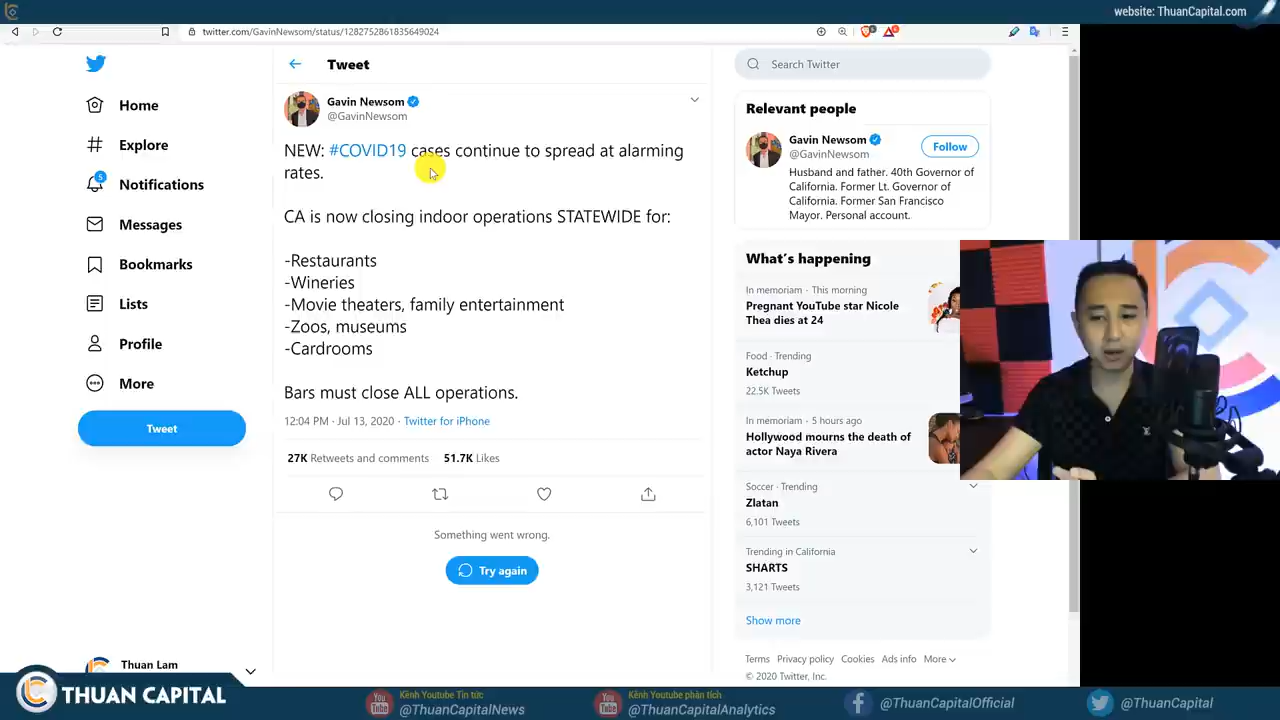 website: ThuanCapital.com
twitter.com/GavinNewsom/status/1282752861835649024
Home
Explore
5
Notifications
Messages
Bookmarks
Lists
Profile
More
Tweet
Thuan Lam
Tweet
Gavin Newsom
@GavinNewsom
NEW: #COVID19 cases continue to spread at alarming
rates.
CA is now closing indoor operations STATEWIDE for:
-Restaurants
-Wineries
-Movie theaters, family entertainment
-Zoos, museums
-Cardrooms
Bars must close ALL operations.
12:04 PM · Jul 13, 2020 · Twitter for iPhone
27K Retweets and comments 51.7K Likes
Something went wrong.
Try again
Search Twitter
Relevant people
Gavin Newsom
@GavinNewsom
Follow
Husband and father. 40th Governor of
California. Former Lt. Governor of
California. Former San Francisco
Mayor. Personal account.
What's happening
In memoriam · This morning
Pregnant YouTube star Nicole
Thea dies at 24
Food · Trending
Ketchup
22.5K Tweets
In memoriam · 5 hours ago
Hollywood mourns the death of
actor Naya Rivera
Soccer · Trending
Zlatan
6,101 Tweets
Trending in California
SHARTS
3,121 Tweets
Show more
Terms Privacy policy Cookies Ads info More
© 2020 Twitter, Inc.
THUAN CAPITAL
You Tube
Kênh Youtube Tin tức:
@ThuanCapitalNews
You Tube
Kênh Youtube phân tích
@ThuanCapitalAnalytics
@ThuanCapitalOfficial
@ThuanCapital